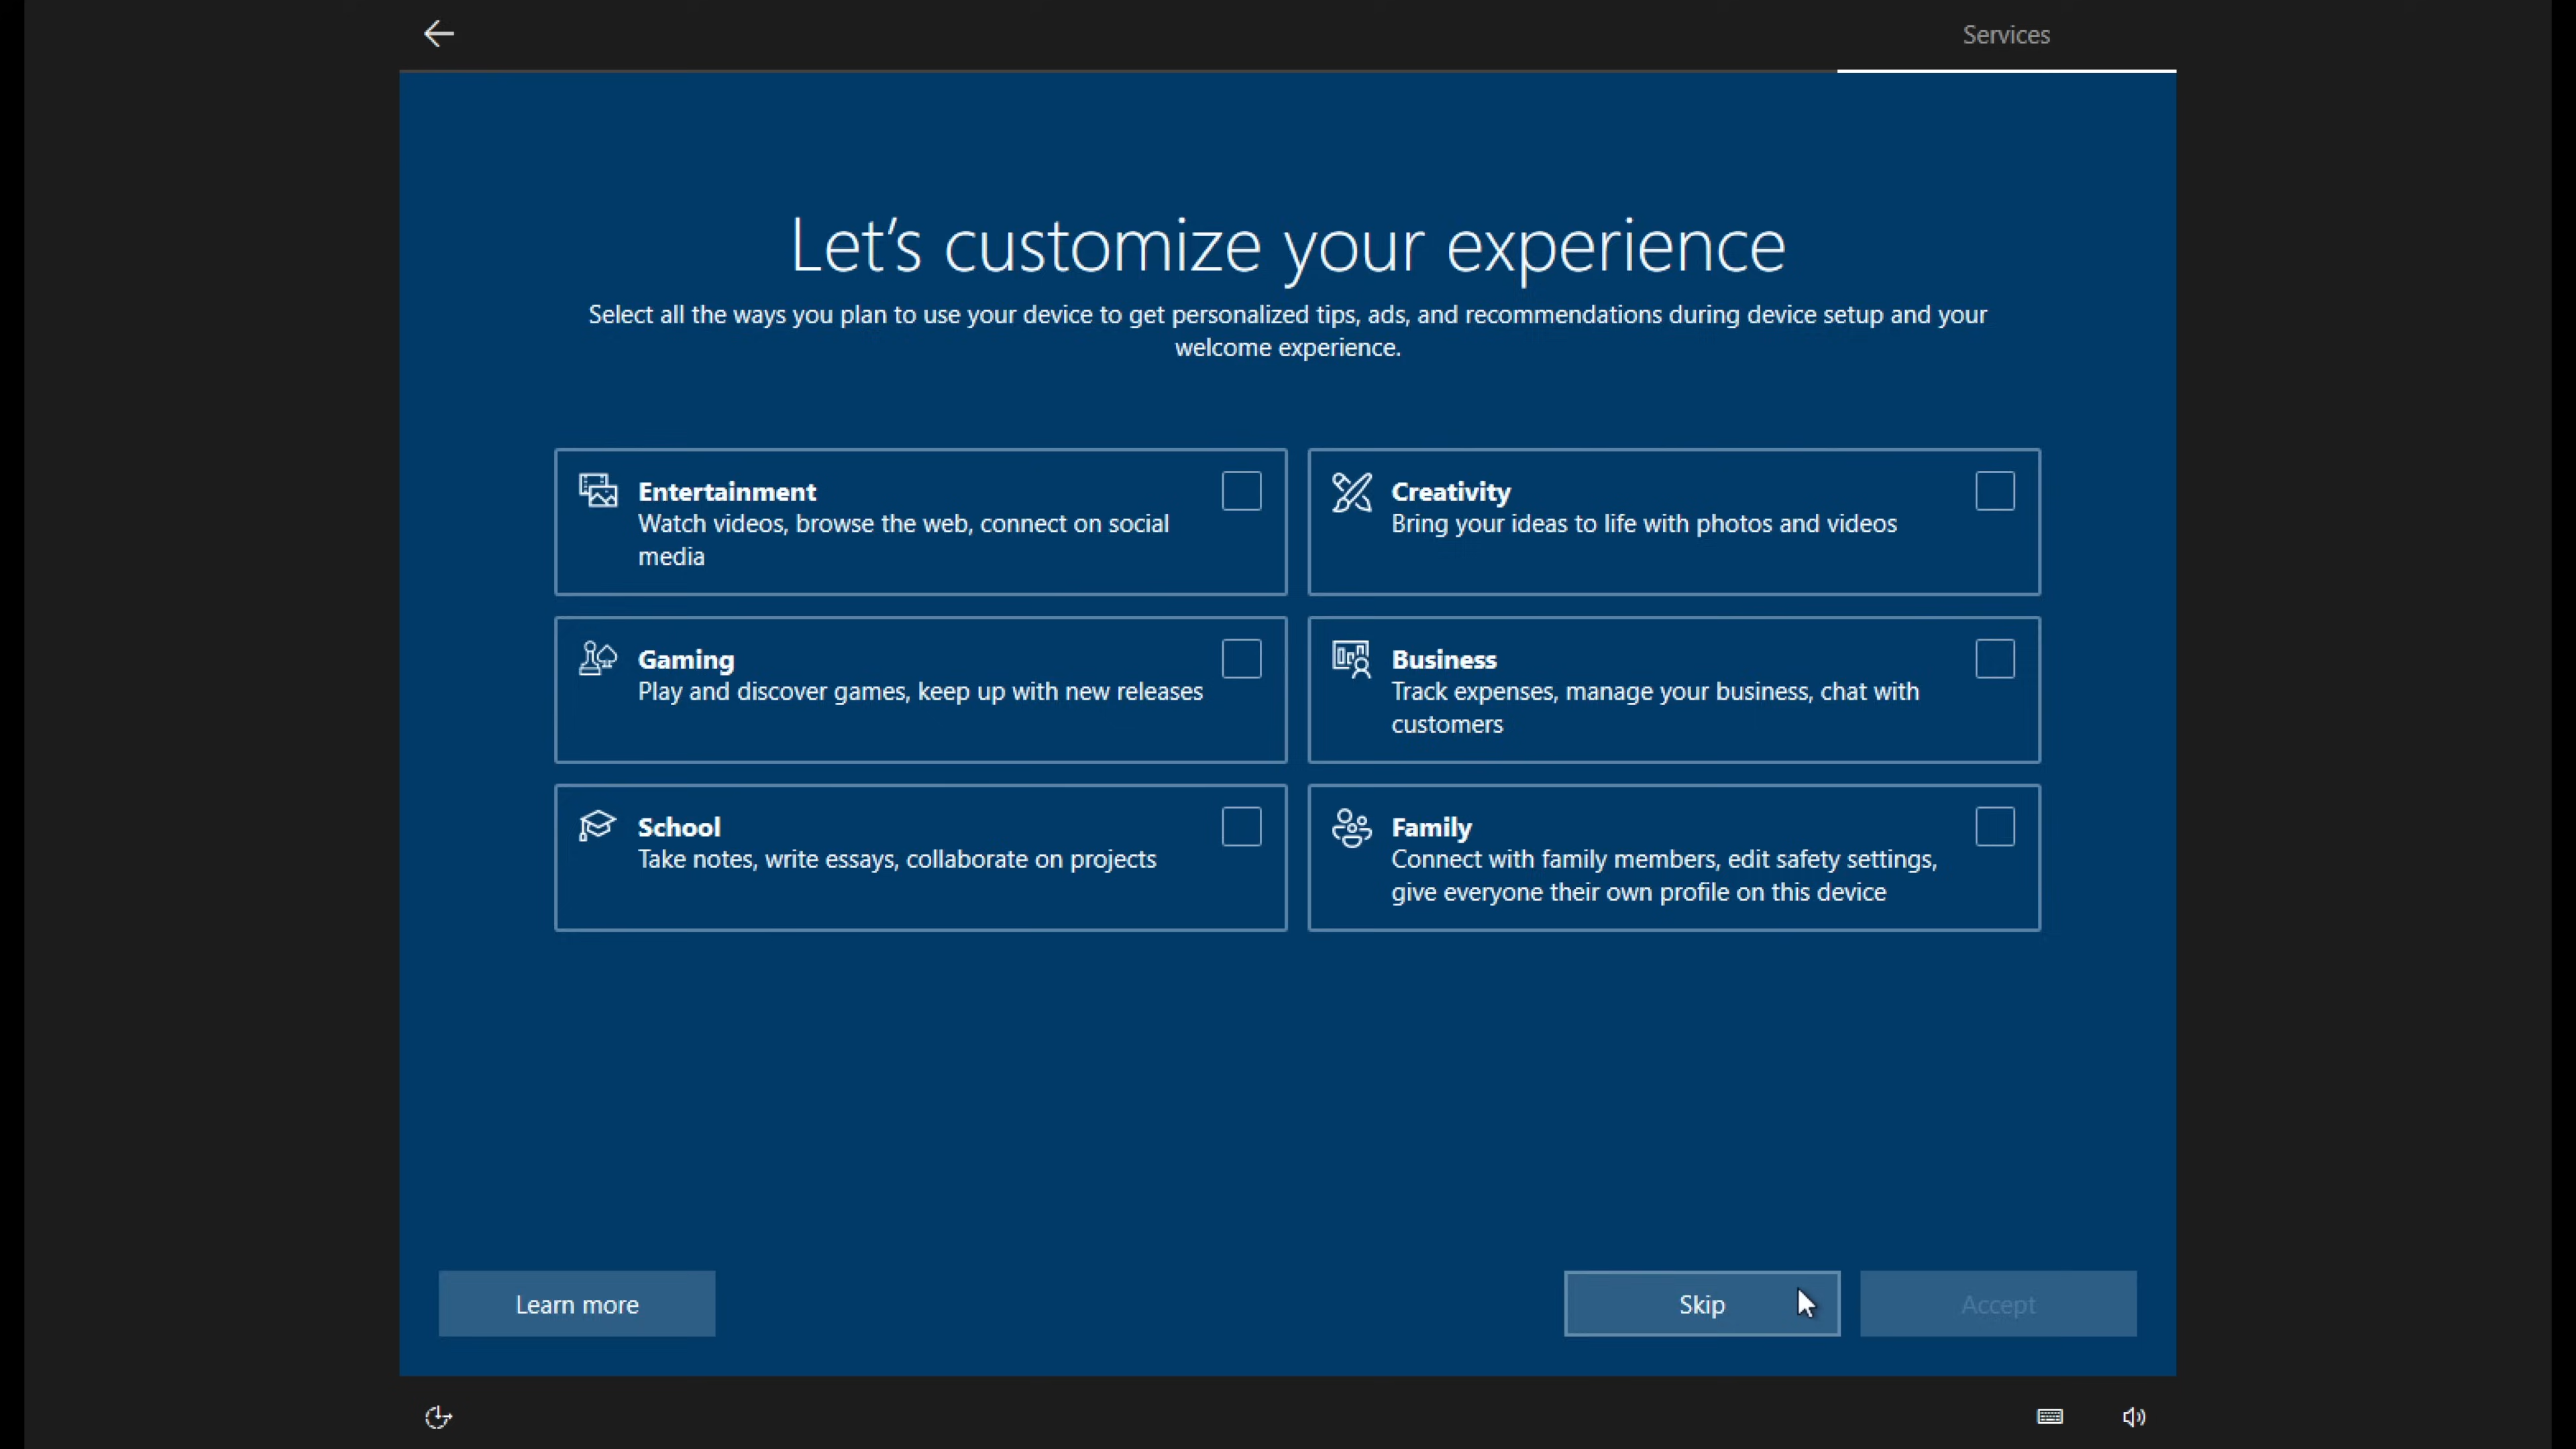 Services
Let's customize your experience
Select all the ways you plan to use your device to get personalized tips, ads, and recommendations during device setup and your
welcome experience.
Entertainment
Watch videos, browse the web, connect on social
media
Creativity
Bring your ideas to life with photos and videos
Gaming
Play and discover games, keep up with new releases
Business
Track expenses, manage your business, chat with
customers
School
Take notes, write essays, collaborate on projects
Family
Connect with family members, edit safety settings,
give everyone their own profile on this device
Learn more
Skip
Accept